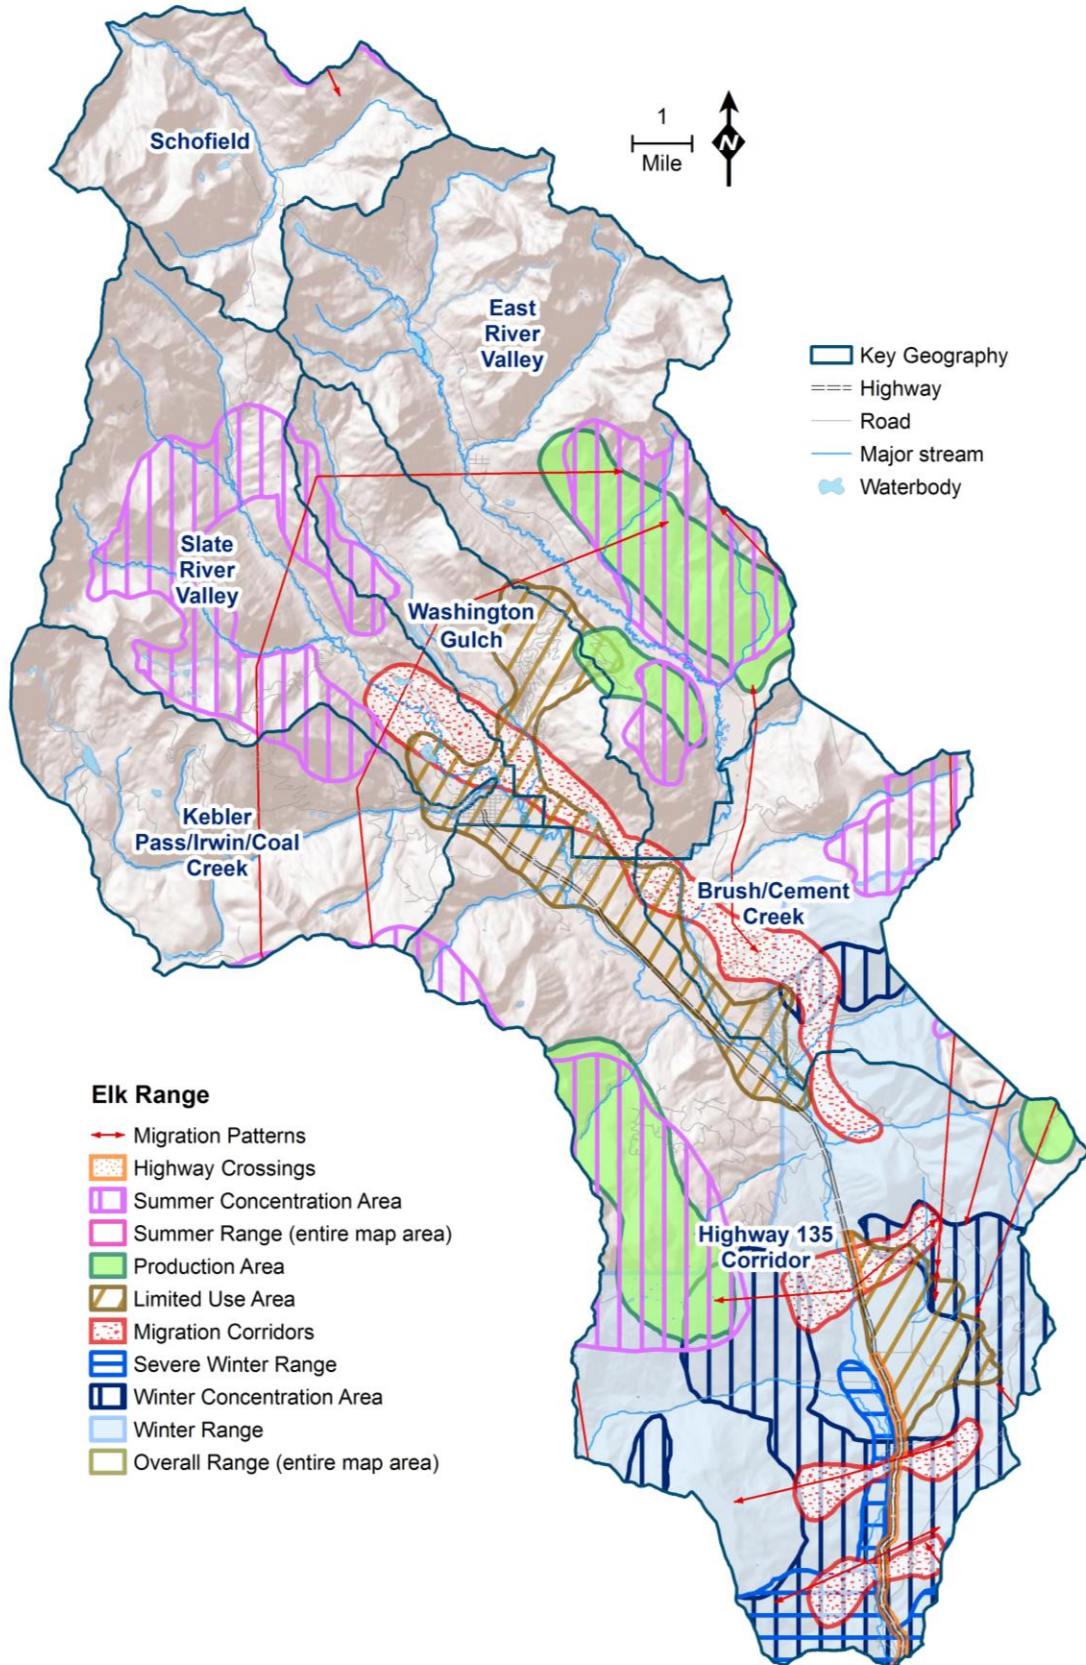 Schofield
1
Mile
N
East
River
Valley
Key Geography
Highway
Road
Major stream
Waterbody
Slate
River
Valley
Washington
Gulch
Kebler
Pass/Irwin/Coal
Creek
Brush/Cement
Creek
Highway 135
Corridor
Elk Range
Migration Patterns
Highway Crossings
Summer Concentration Area
Summer Range (entire map area)
Production Area
Limited Use Area
Migration Corridors
Severe Winter Range
Winter Concentration Area
Winter Range
Overall Range (entire map area)